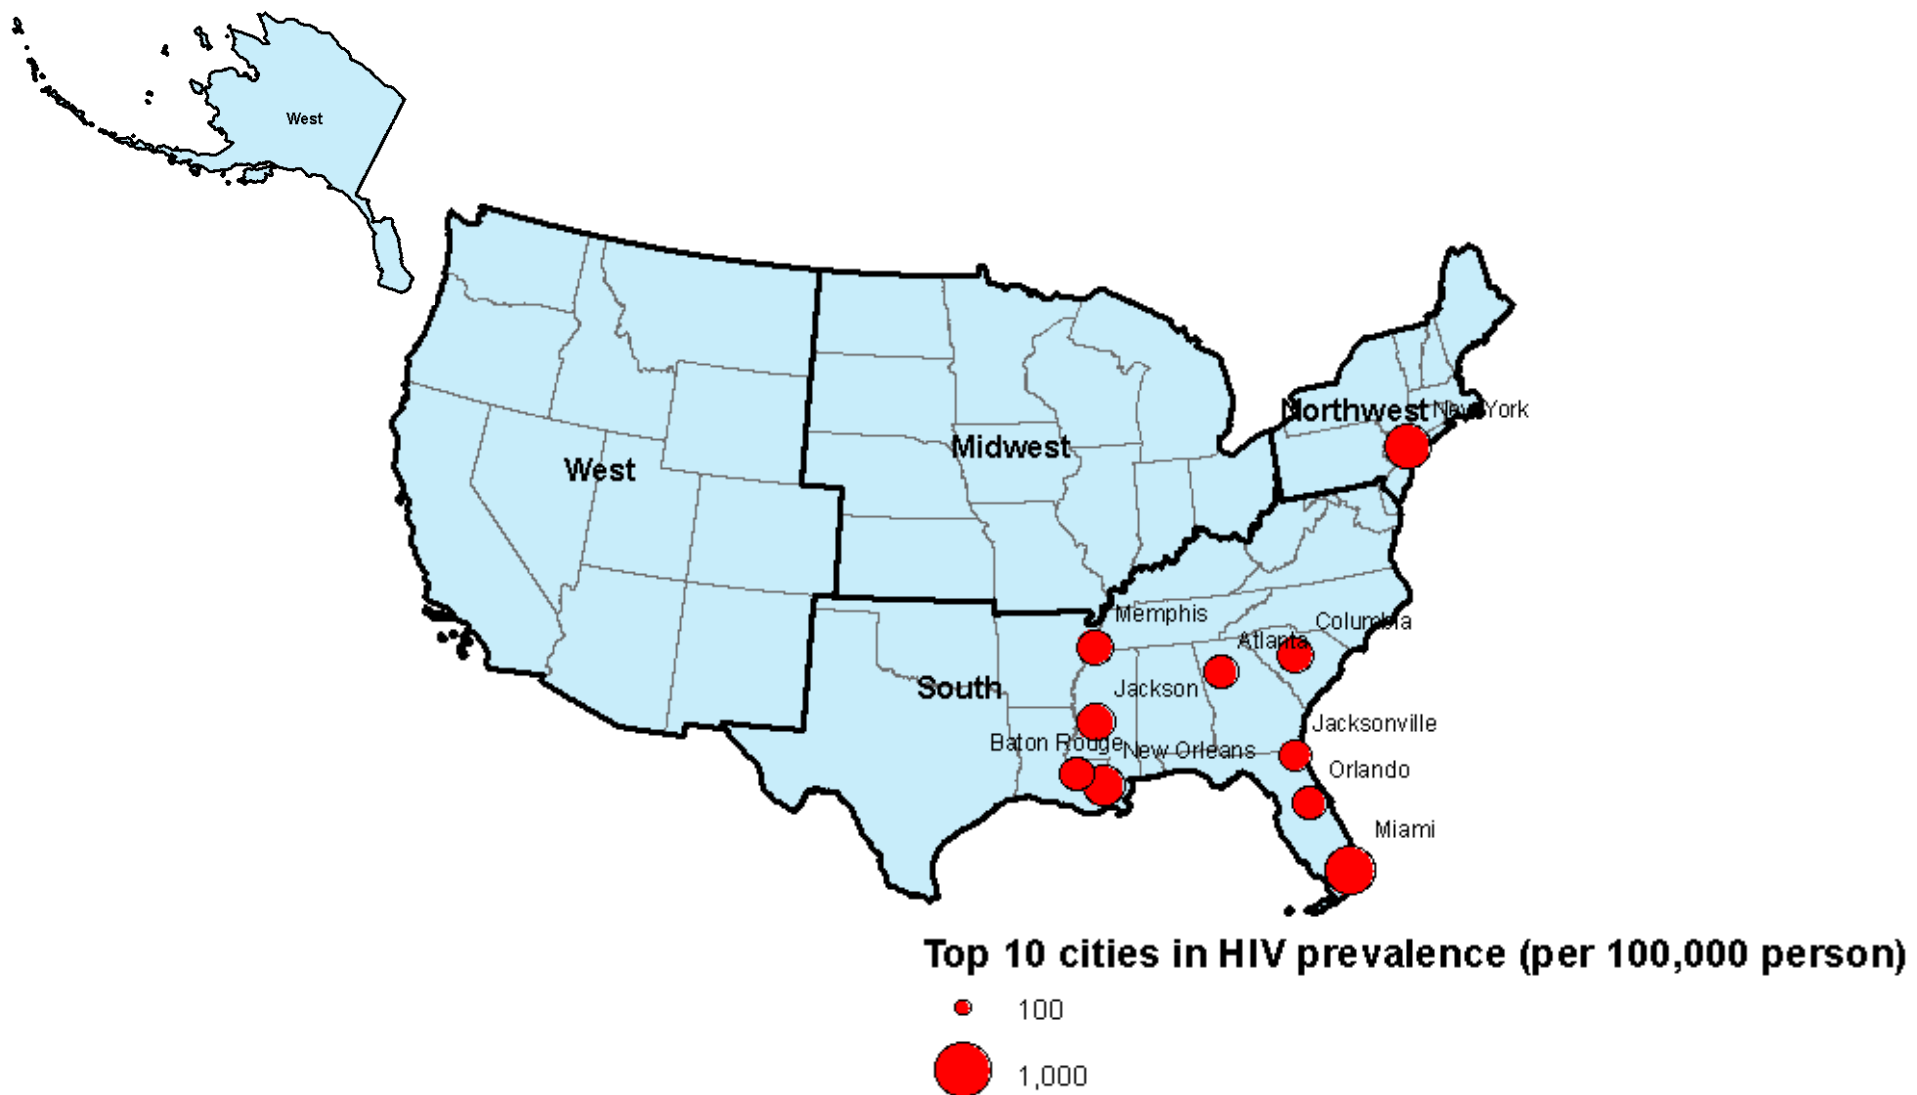 West
Northwest
New York
Midwest
West
Memphis
Columbia
Atlanta
South
Jackson
Jacksonville
Baton Rouge
New Orleans
Orlando
Miami
Top 10 cities in HIV prevalence (per 100,000 person)
100
1,000